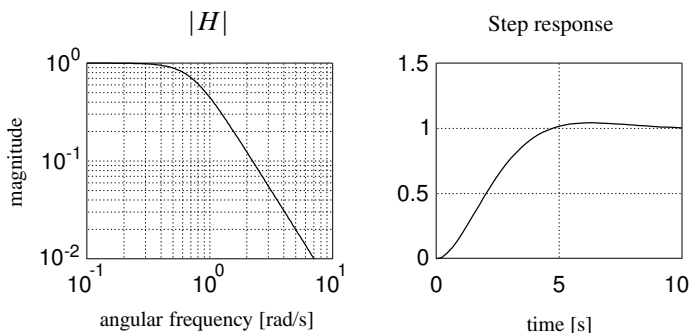 |H|
magnitude
10^0
10^-1
10^-2
10^-1 10^0 10^1
angular frequency [rad/s]
Step response
1.5
1
0.5
0
0 5 10
time [s]